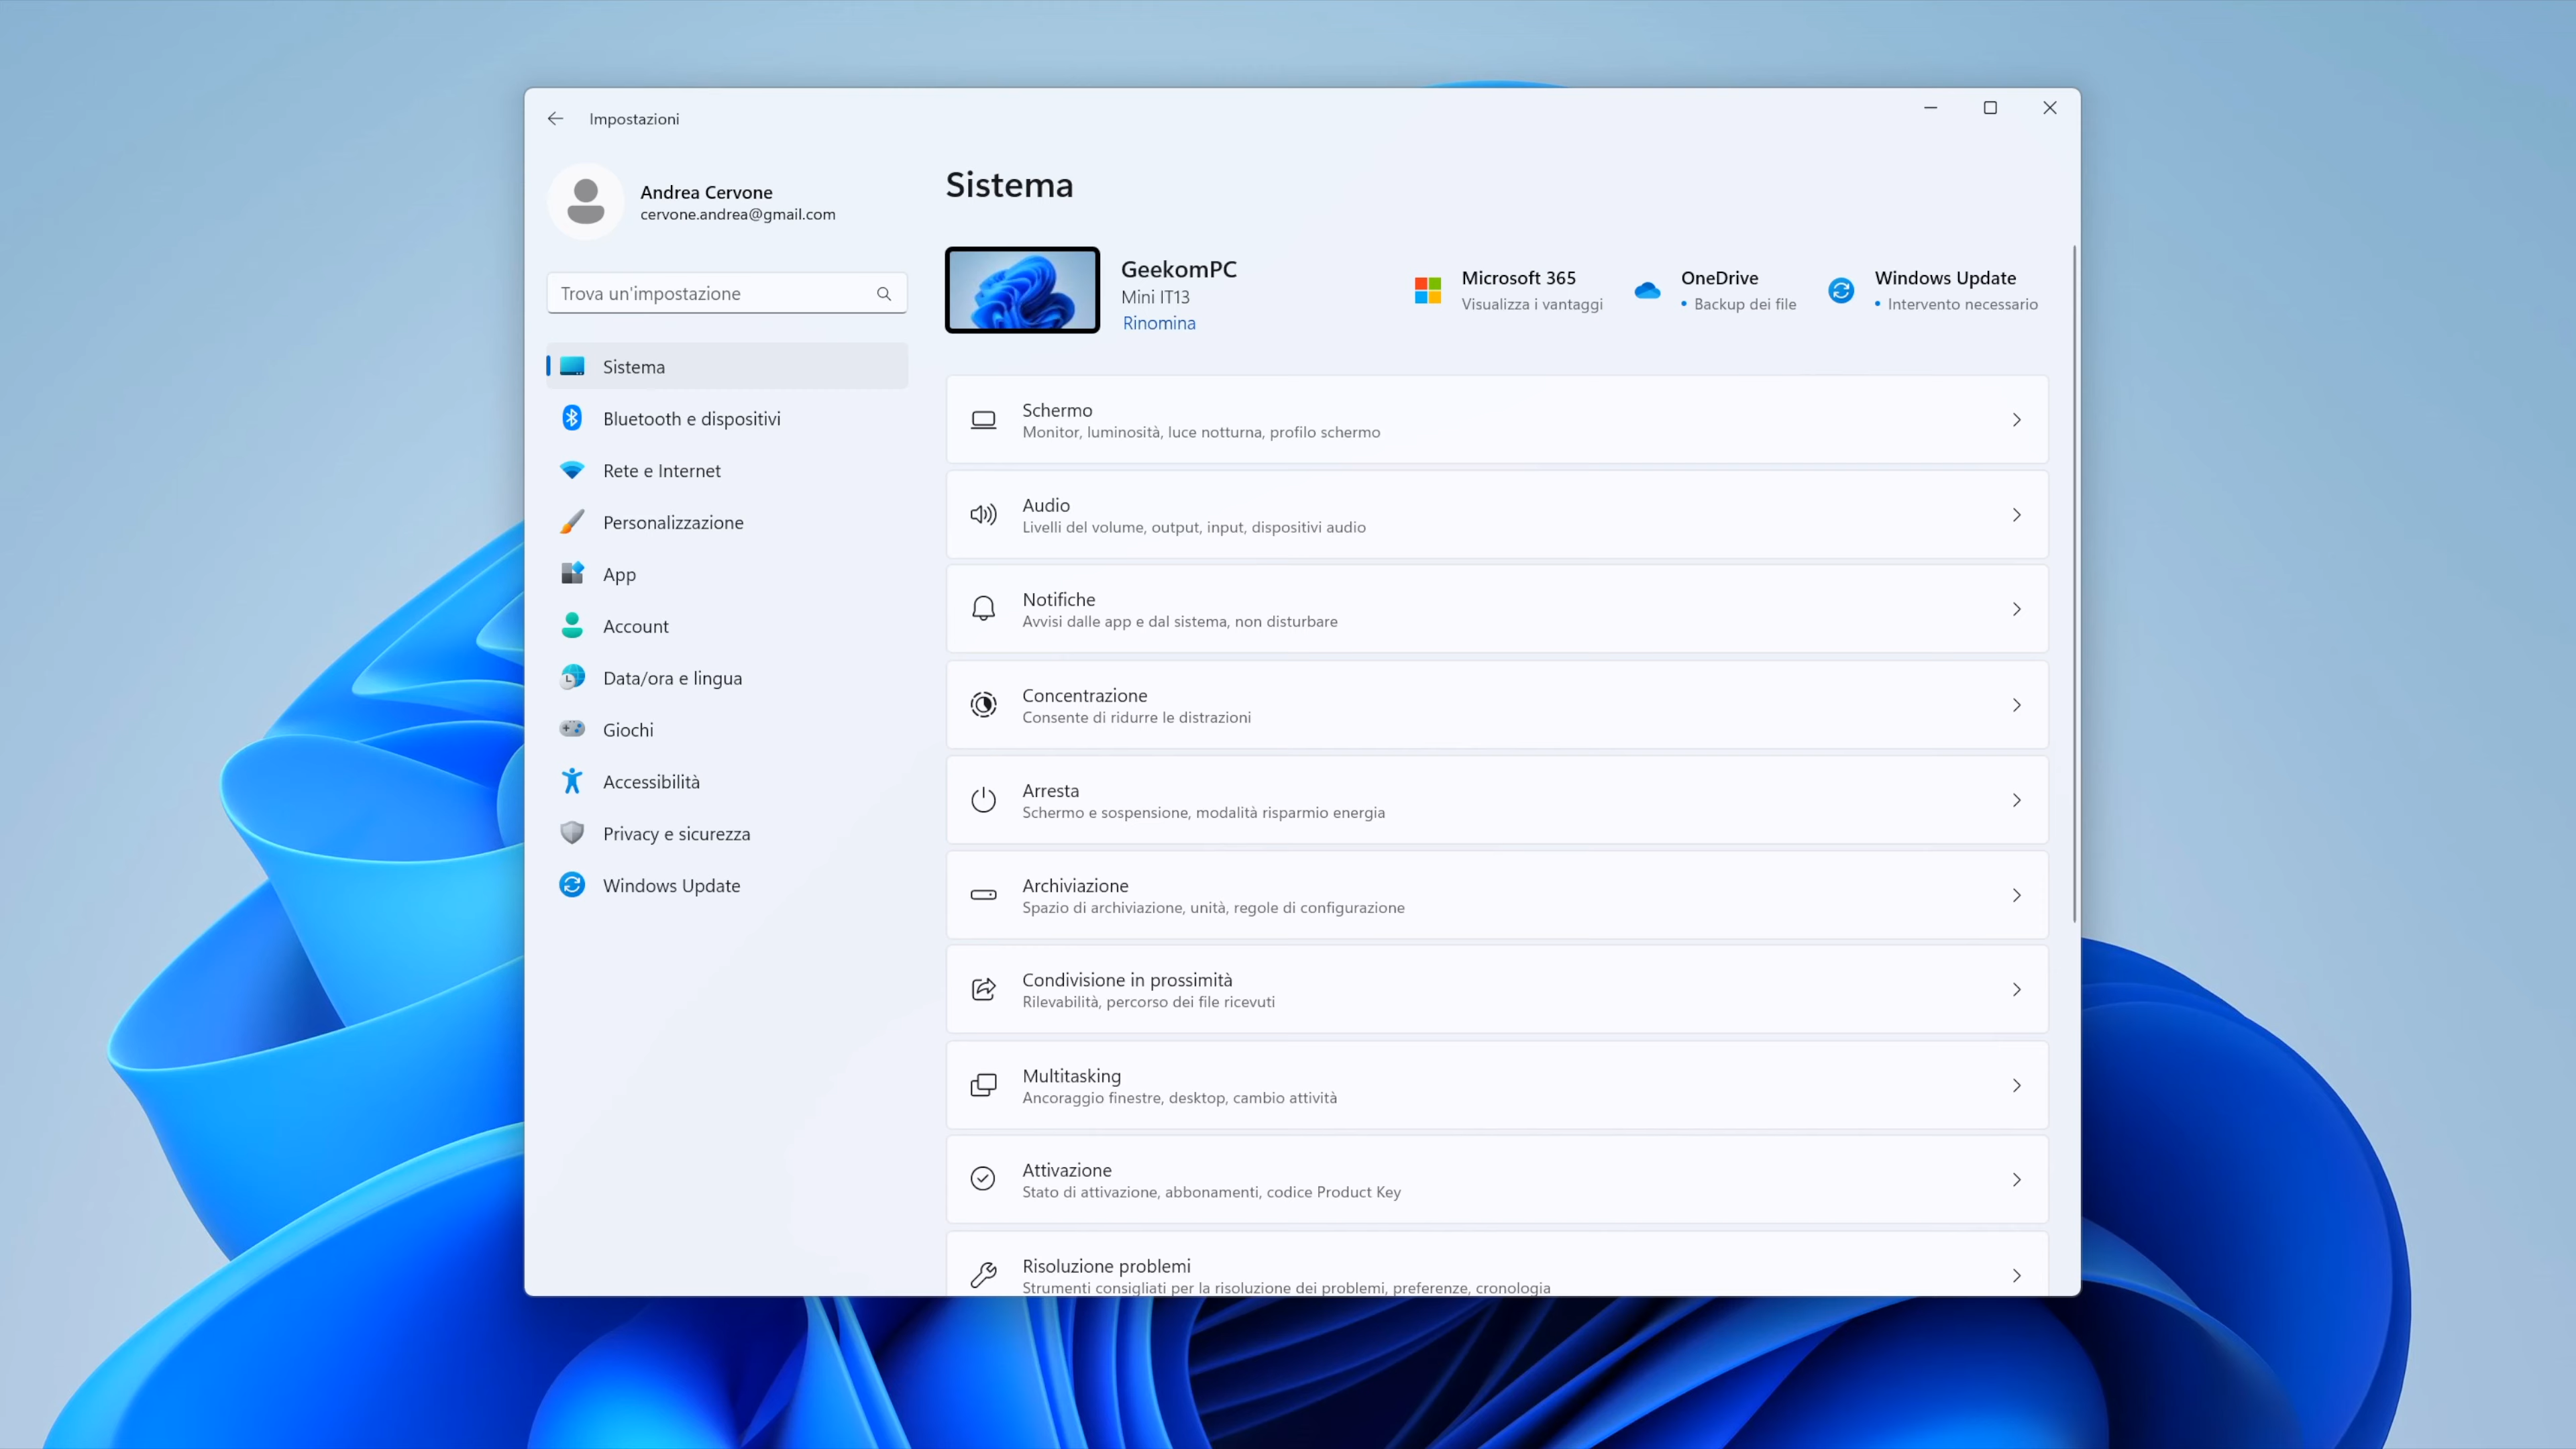 Impostazioni
Andrea Cervone
cervone.andrea@gmail.com
Trova un'impostazione
Sistema
Bluetooth e dispositivi
Rete e Internet
Personalizzazione
App
Account
Data/ora e lingua
Giochi
Accessibilità
Privacy e sicurezza
Windows Update
Sistema
GeekomPC
Mini IT13
Rinomina
Microsoft 365
Visualizza i vantaggi
OneDrive
• Backup dei file
Windows Update
• Intervento necessario
Schermo
Monitor, luminosità, luce notturna, profilo schermo
Audio
Livelli del volume, output, input, dispositivi audio
Notifiche
Avvisi dalle app e dal sistema, non disturbare
Concentrazione
Consente di ridurre le distrazioni
Arresta
Schermo e sospensione, modalità risparmio energia
Archiviazione
Spazio di archiviazione, unità, regole di configurazione
Condivisione in prossimità
Rilevabilità, percorso dei file ricevuti
Multitasking
Ancoraggio finestre, desktop, cambio attività
Attivazione
Stato di attivazione, abbonamenti, codice Product Key
Risoluzione problemi
Strumenti consigliati per la risoluzione dei problemi, preferenze, cronologia